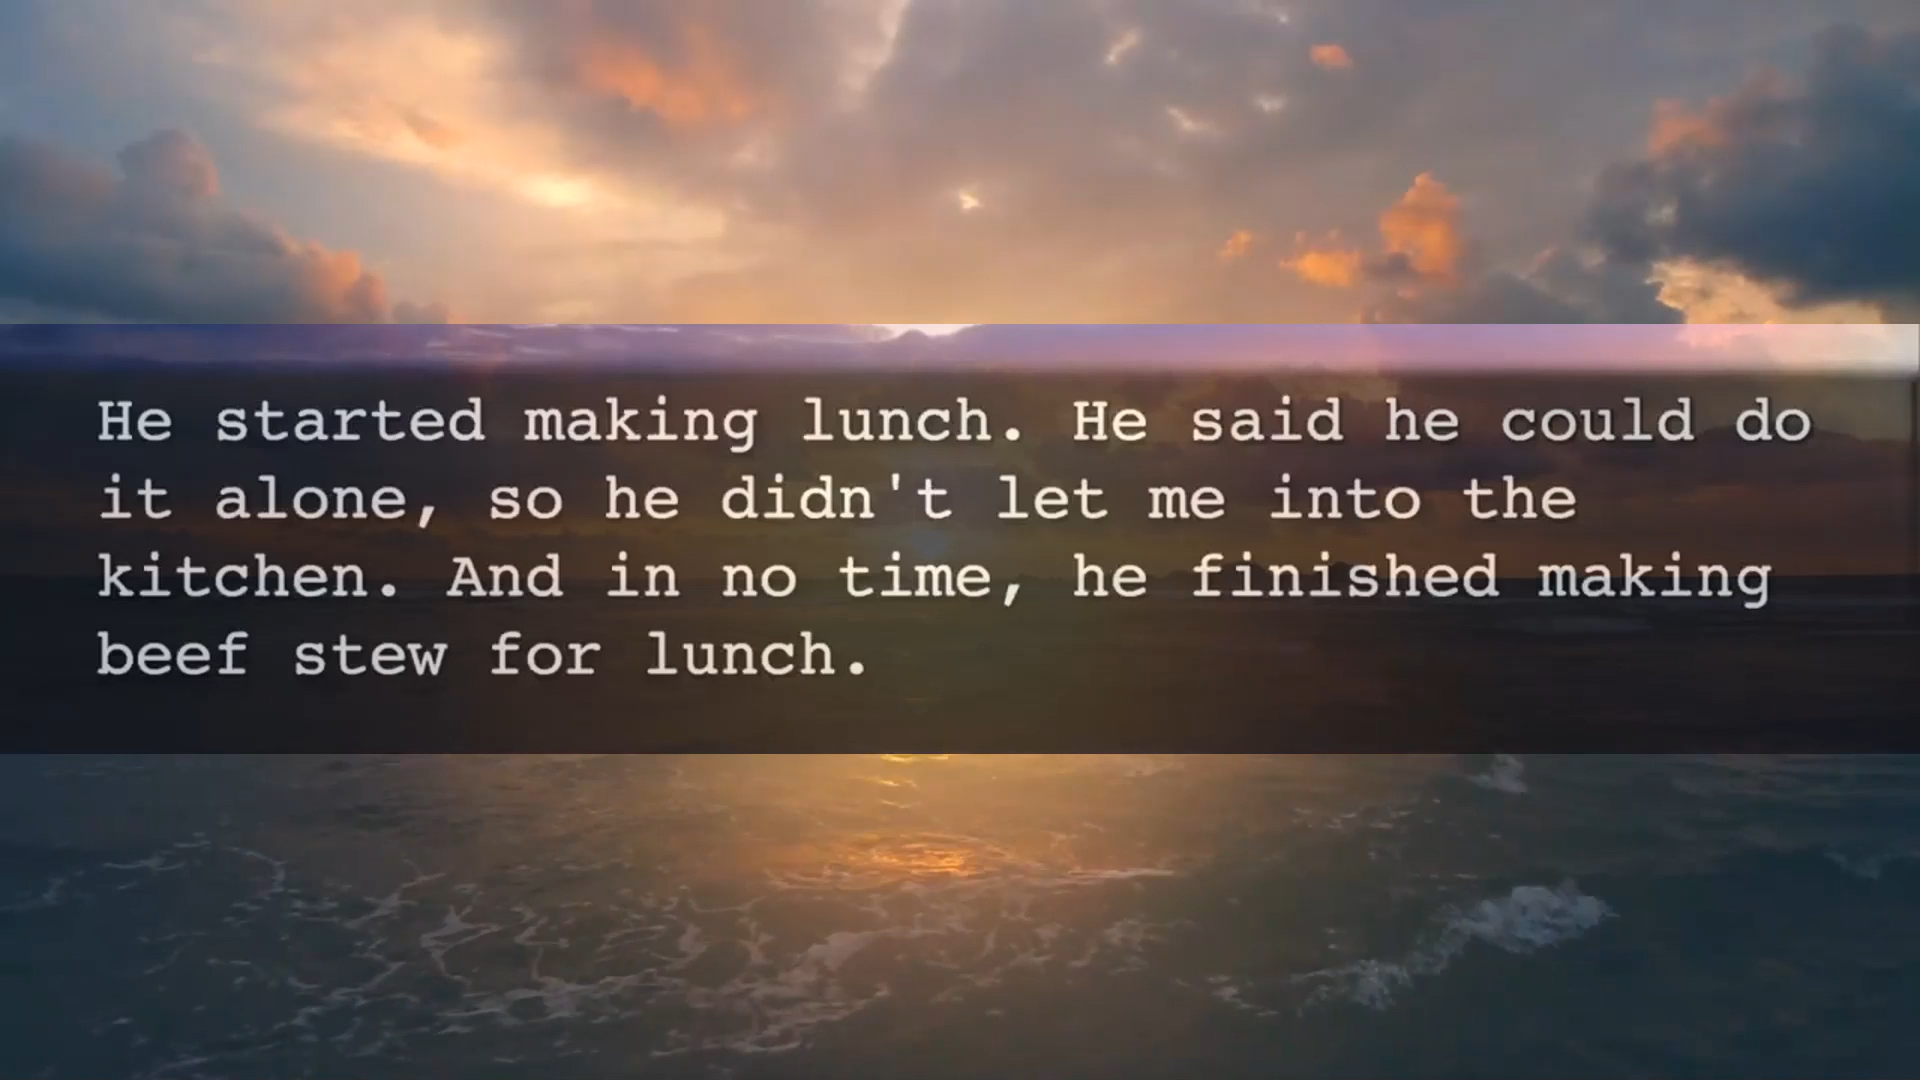 He started making lunch. He said he could do
it alone, so he didn't let me into the
kitchen. And in no time, he finished making
beef stew for lunch.